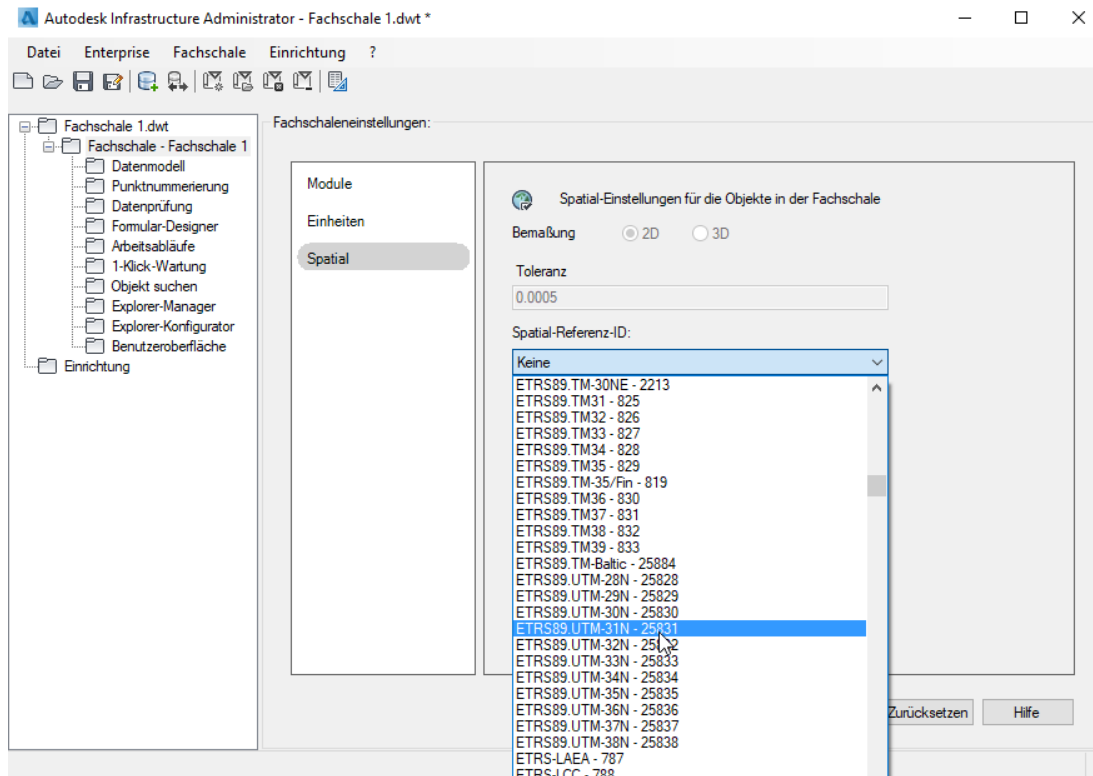 Autodesk Infrastructure Administrator - Fachschale 1.dwt *
Datei Enterprise Fachschale Einrichtung ?
Fachschale 1.dwt
Fachschale - Fachschale 1
Datenmodell
Punktnummerierung
Datenprüfung
Formular-Designer
Arbeitsabläufe
1-Klick-Wartung
Objekt suchen
Explorer-Manager
Explorer-Konfigurator
Benutzeroberfläche
Einrichtung
Fachschaleneinstellungen:
Module
Einheiten
Spatial
Spatial-Einstellungen für die Objekte in der Fachschale
Bemaßung 2D 3D
Toleranz
0.0005
Spatial-Referenz-ID:
Keine
ETRS89.TM-30NE - 2213
ETRS89.TM31 - 825
ETRS89.TM32 - 826
ETRS89.TM33 - 827
ETRS89.TM34 - 828
ETRS89.TM35 - 829
ETRS89.TM-35/Fin - 819
ETRS89.TM36 - 830
ETRS89.TM37 - 831
ETRS89.TM38 - 832
ETRS89.TM39 - 833
ETRS89.TM-Baltic - 25884
ETRS89.UTM-28N - 25828
ETRS89.UTM-29N - 25829
ETRS89.UTM-30N - 25830
ETRS89.UTM-31N - 25831
ETRS89.UTM-32N - 25832
ETRS89.UTM-33N - 25833
ETRS89.UTM-34N - 25834
ETRS89.UTM-35N - 25835
ETRS89.UTM-36N - 25836
ETRS89.UTM-37N - 25837
ETRS89.UTM-38N - 25838
ETRS-LAEA - 787
ETRS-LCC - 788
Zurücksetzen Hilfe